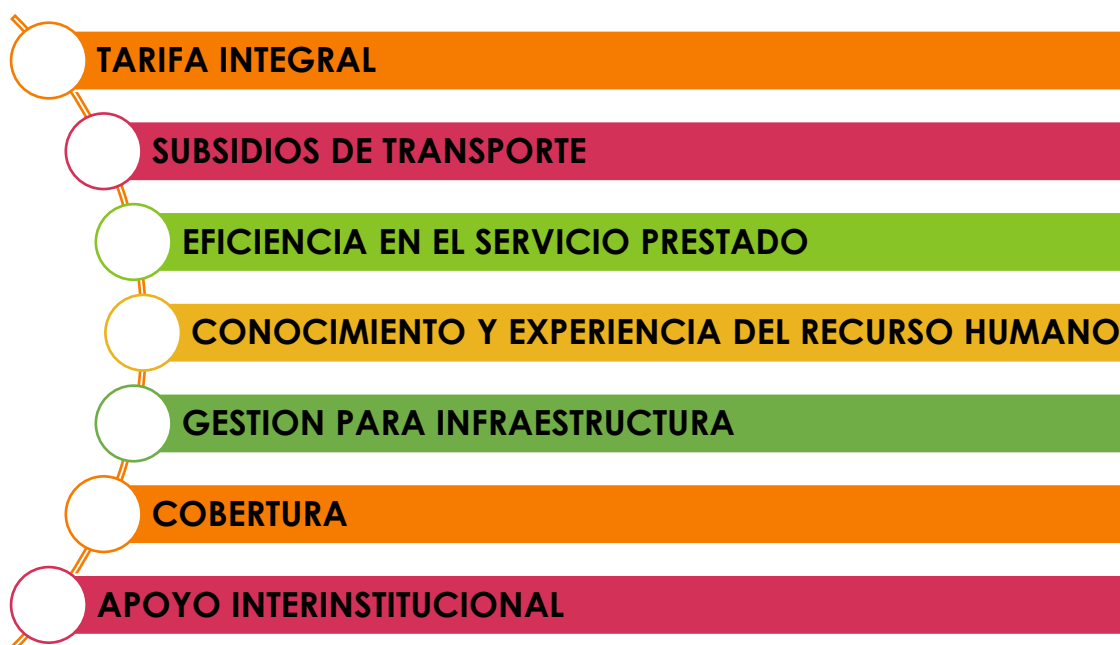 TARIFA INTEGRAL
SUBSIDIOS DE TRANSPORTE
EFICIENCIA EN EL SERVICIO PRESTADO
CONOCIMIENTO Y EXPERIENCIA DEL RECURSO HUMANO
GESTION PARA INFRAESTRUCTURA
COBERTURA
APOYO INTERINSTITUCIONAL